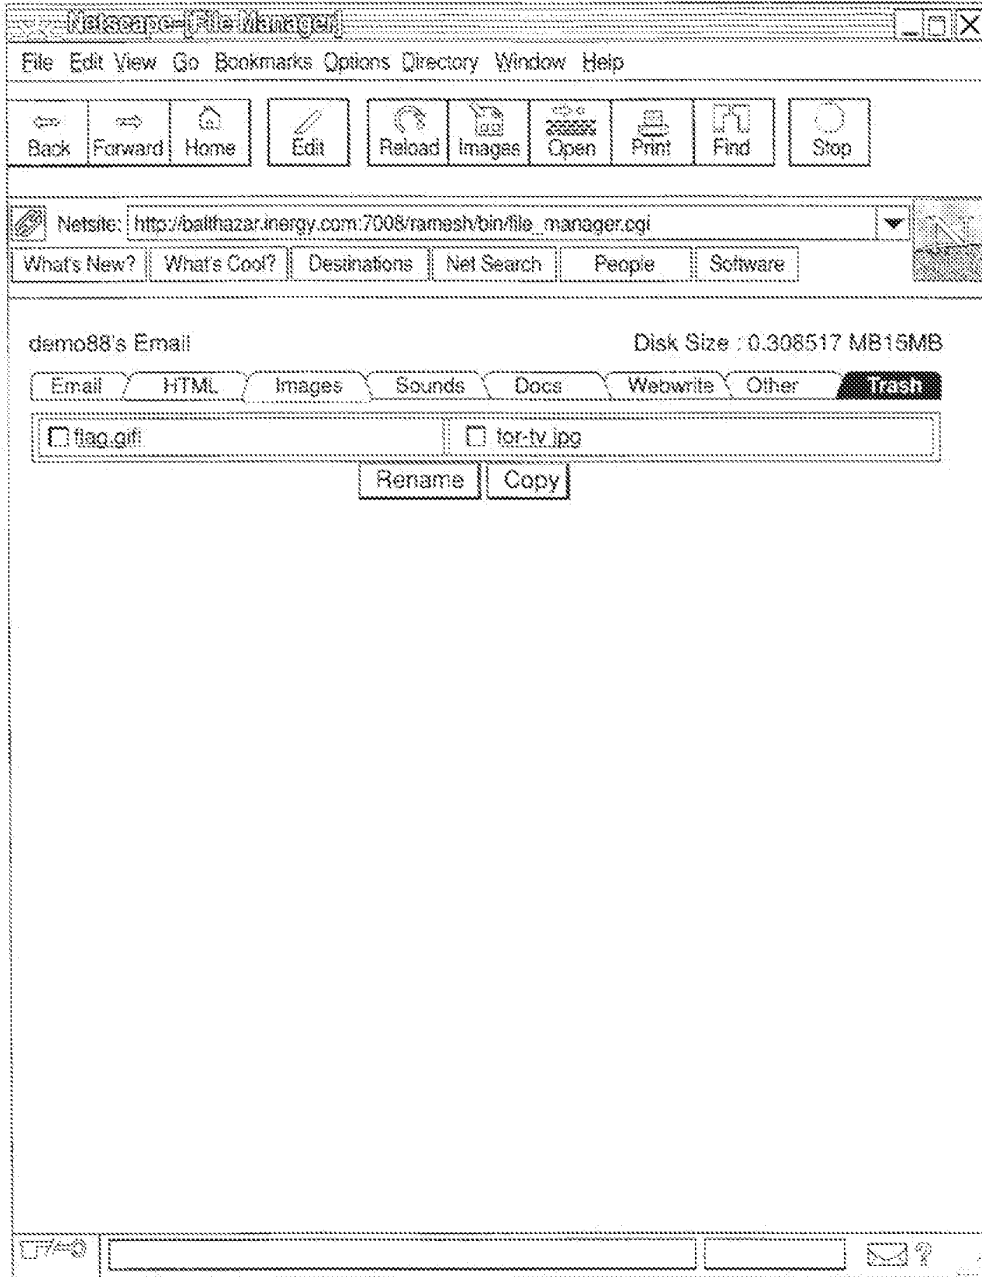 Netscape-[File Manager]
File Edit View Go Bookmarks Options Directory Window Help
Back Forward Home Edit Reload Images Open Print Find Stop
Netsite: http://balthazar.inergy.com:7008/ramesh/bin/file_manager.cgi
N
What's New? What's Cool? Destinations Net Search People Software
demo88's Email Disk Size : 0.308517 MB15MB
Email HTML Images Sounds Docs Webwrite Other Trash
flag.gifl tor-tv.jpg
Rename Copy
?